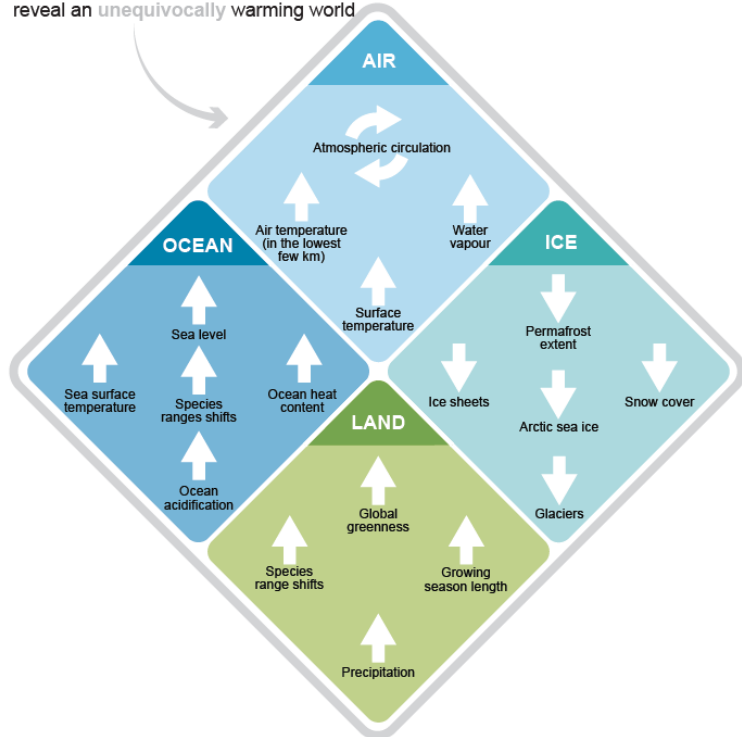 reveal an unequivocally warming world
AIR
Atmospheric circulation
Air temperature
(in the lowest
few km)
Water
vapour
Surface
temperature
OCEAN
Sea level
Sea surface
temperature
Species
ranges shifts
Ocean heat
content
Ocean
acidification
ICE
Permafrost
extent
Ice sheets
Snow cover
Arctic sea ice
Glaciers
LAND
Global
greenness
Species
range shifts
Growing
season length
Precipitation